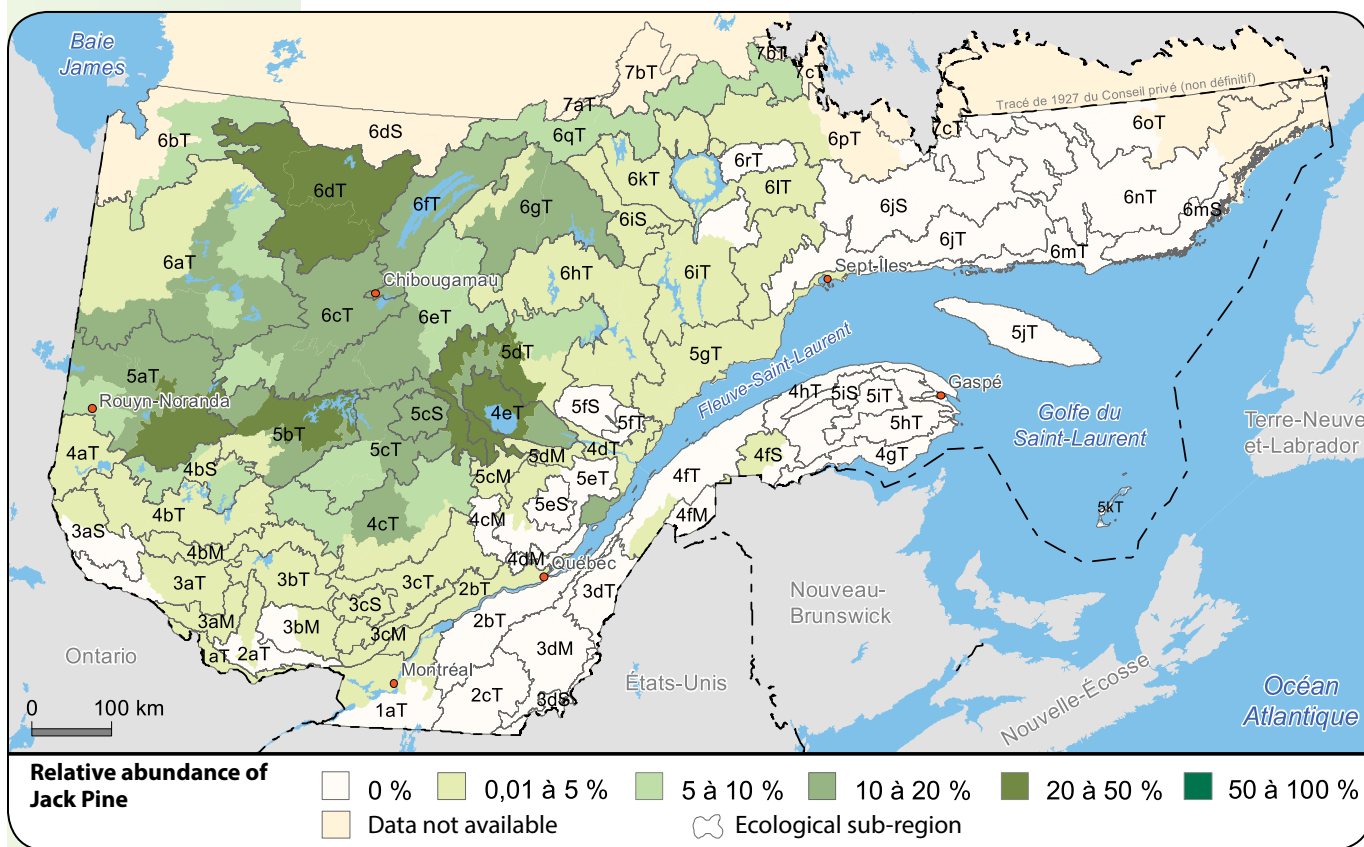 Baie
James
7bT
7bT
7cT
7aT
Tracé de 1927 du Conseil privé (non définitif)
6bT
6dS
6qT
6pT
7cT
6oT
6rT
6dT
6kT
6lT
6fT
6gT
6nT
6iS
6jS
6mS
6aT
6jT
6mT
6hT
6iT
Sept-Îles
Chibougamau
6cT
6eT
5jT
5dT
5gT
Fleuve-Saint-Laurent
5aT
4hT
5iS
5iT
Gaspé
Rouyn-Noranda
5cS
4eT
5fS
5fT
5hT
Golfe du
Saint-Laurent
Terre-Neuve
et-Labrador
5bT
5cT
4aT
4bS
5dM
4dT
4fS
4gT
5cM
5eT
4fT
5eS
4bT
4cT
4cM
4fM
5kT
3aS
4bM
4dM
Québec
3aT
3bT
3cT
2bT
3dT
3cS
Nouveau-
Brunswick
3aM
3bM
3cM
2bT
1aT
2aT
3dM
Ontario
Montréal
États-Unis
Nouvelle-Écosse
Océan
Atlantique
2cT
3dS
1aT
0 100 km
Relative abundance of
Jack Pine
0 %
0,01 à 5 %
5 à 10 %
10 à 20 %
20 à 50 %
50 à 100 %
Data not available
Ecological sub-region